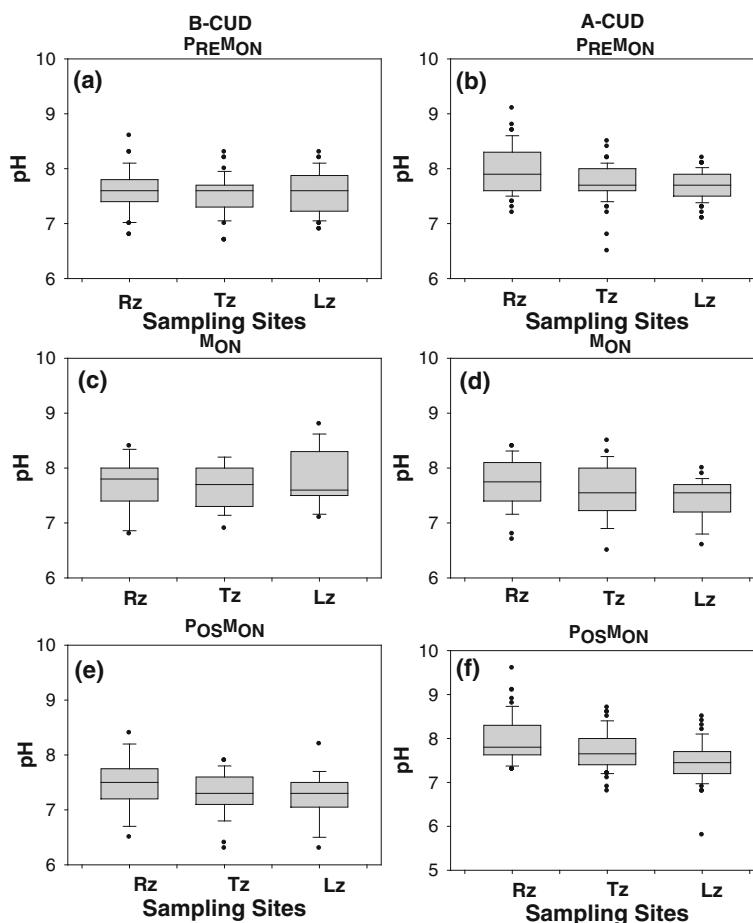 B-CUD
PREMON
A-CUD
PREMON
(a)
10
9
8
7
6
pH
Rz Tz Lz
Sampling Sites
(b)
10
9
8
7
6
pH
Rz Tz Lz
Sampling Sites
MON
(c)
10
9
8
7
6
pH
Rz Tz Lz
MON
(d)
10
9
8
7
6
pH
Rz Tz Lz
POSMON
(e)
10
9
8
7
6
pH
Rz Tz Lz
Sampling Sites
POSMON
(f)
10
9
8
7
6
5
pH
Rz Tz Lz
Sampling Sites